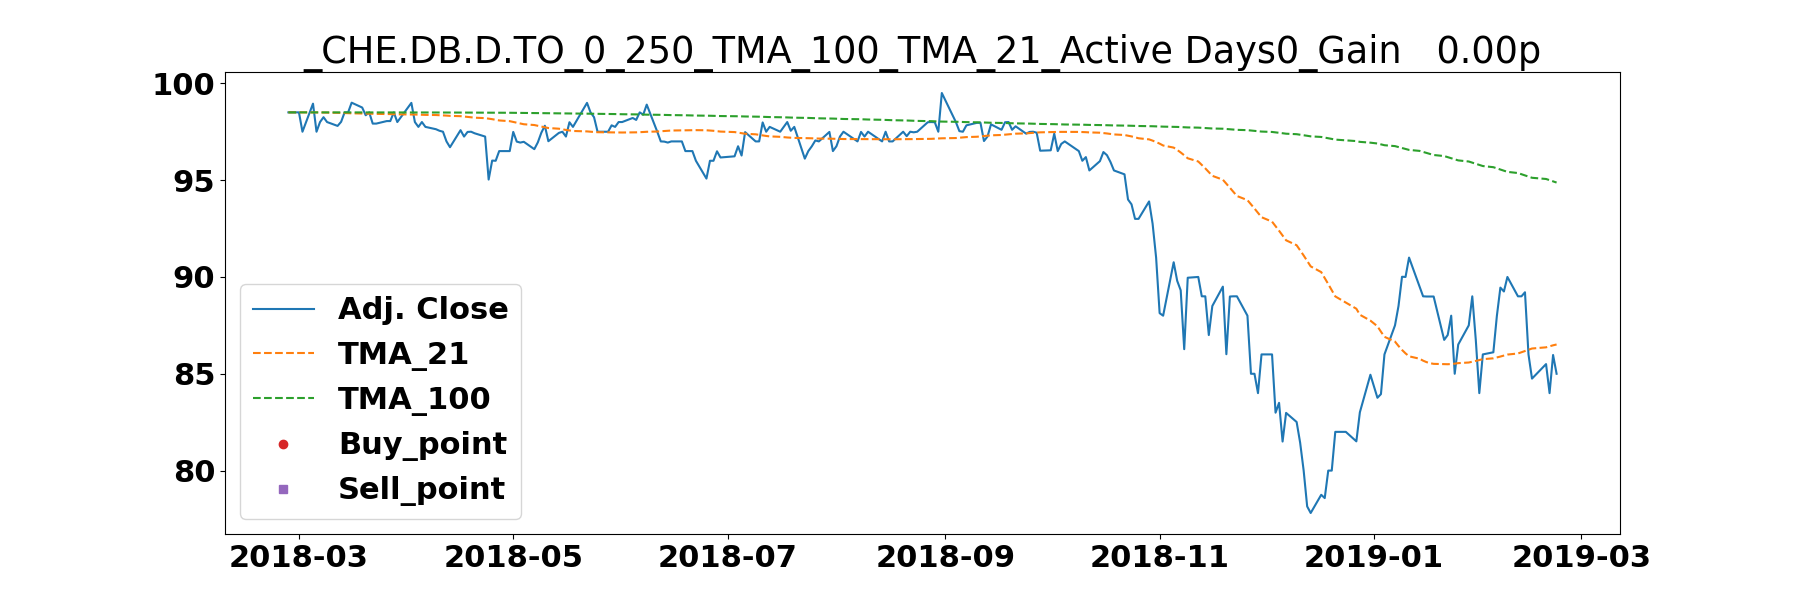 _CHE.DB.D.TO_0_250_TMA_100_TMA_21_Active Days0_Gain   0.00p
100
95
90
85
80
Adj. Close
TMA_21
TMA_100
Buy_point
Sell_point
2018-03 2018-05 2018-07 2018-09 2018-11 2019-01 2019-03